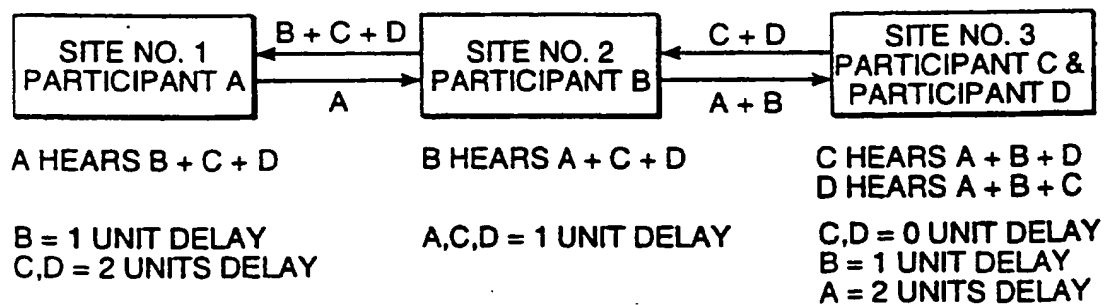 SITE NO. 1
PARTICIPANT A
B + C + D
A
SITE NO. 2
PARTICIPANT B
C + D
A + B
SITE NO. 3
PARTICIPANT C &
PARTICIPANT D
A HEARS B + C + D
B = 1 UNIT DELAY
C,D = 2 UNITS DELAY
B HEARS A + C + D
A,C,D = 1 UNIT DELAY
C HEARS A + B + D
D HEARS A + B + C
C,D = 0 UNIT DELAY
B = 1 UNIT DELAY
A = 2 UNITS DELAY